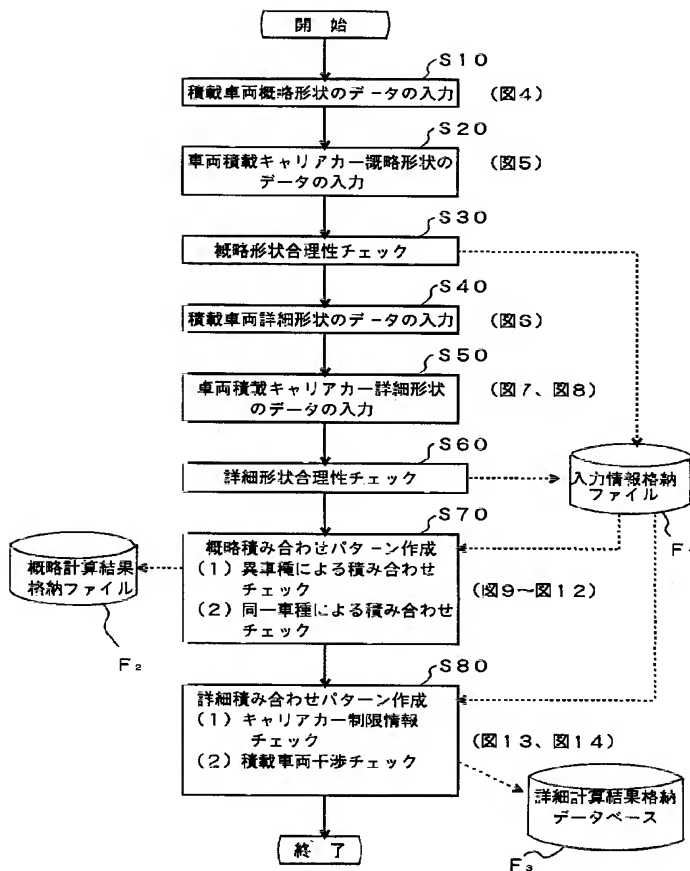 開始
S10
積載車両概略形状のデータの入力 (図4)
S20
車両積載キャリアカー概略形状の
データの入力
(図5)
S30
概略形状合理性チェック
S40
積載車両詳細形状のデータの入力 (図6)
S50
車両積載キャリアカー詳細形状
のデータの入力
(図7、図8)
S60
詳細形状合理性チェック
入力情報格納
ファイル
F
S70
概略積み合わせパターン作成
(1)異車種による積み合わせ
チェック
(2)同一車種による積み合わせ
チェック
(図9~図12)
概略計算結果
格納ファイル
F₂
S80
詳細積み合わせパターン作成
(1)キャリアカー制限情報
チェック
(2)積載車両干渉チェック
(図13、図14)
詳細計算結果格納
データベース
F₃
終了